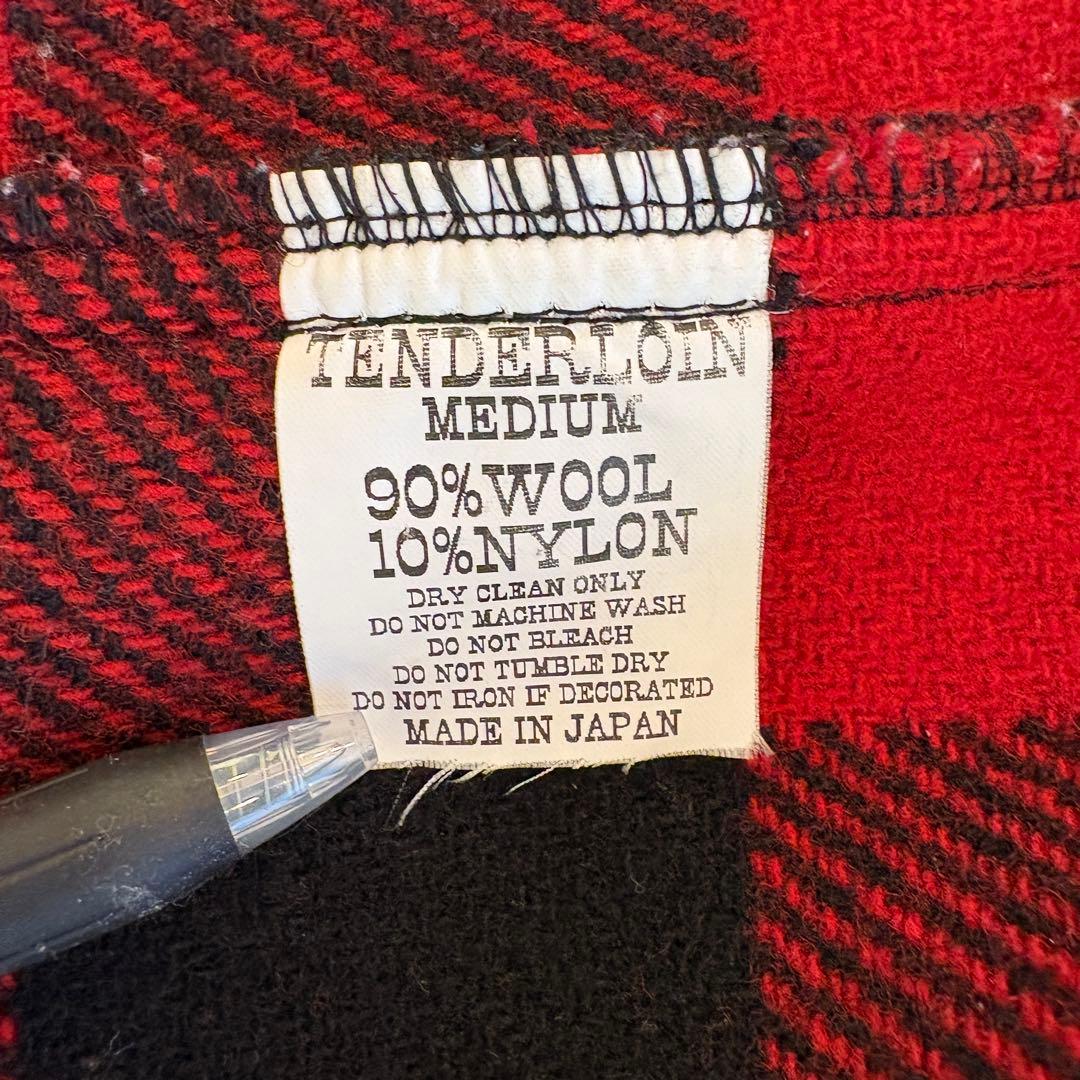 TENDERLOIN
MEDIUM
90%WOOL
10%NYLON
DRY CLEAN ONLY
DO NOT MACHINE WASH
DO NOT BLEACH
DO NOT TUMBLE DRY
DO NOT IRON IF DECORATED
MADE IN JAPAN